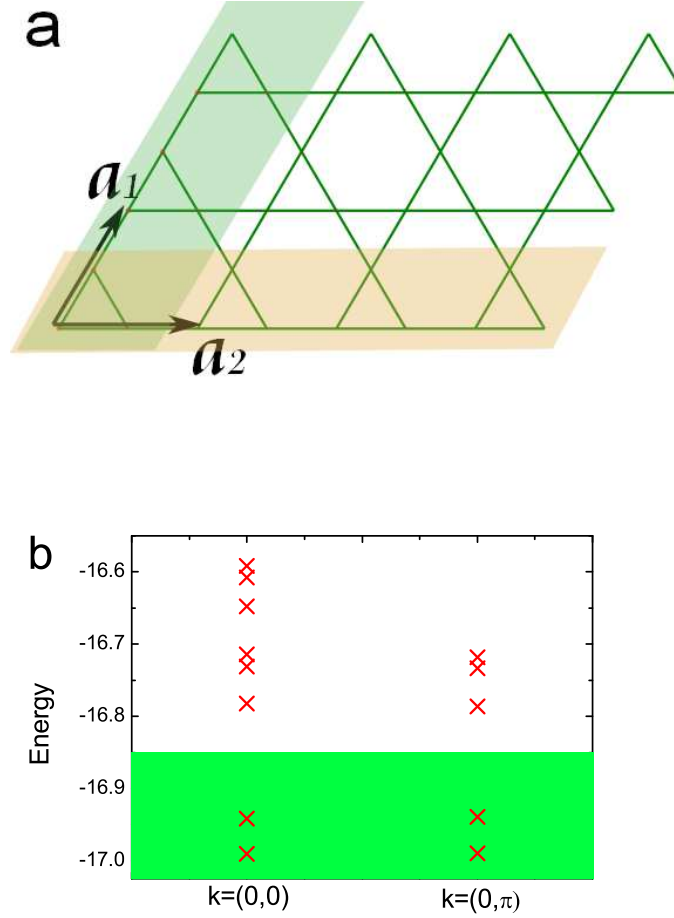 a
a1
a2
b
-16.6
-16.7
-16.8
-16.9
-17.0
Energy
k=(0,0)
k=(0,π)